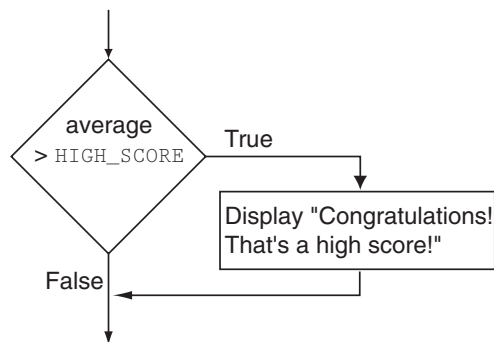 average
> HIGH_SCORE
True
Display "Congratulations!
That's a high score!"
False